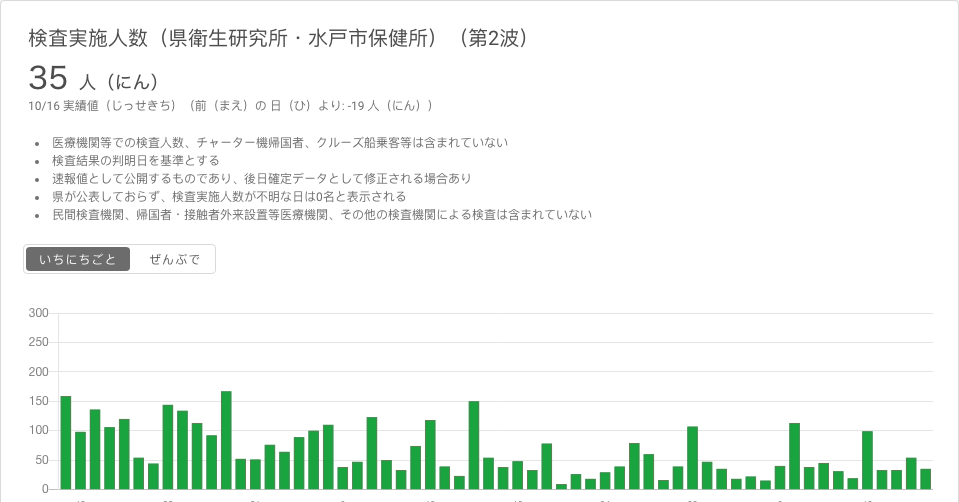 検査実施人数（県衛生研究所・水戸市保健所）（第2波）
35 人（にん）
10/16 実績値（じっせきち）（前（まえ）の 日（ひ）より: -19 人（にん））
• 医療機関等での検査人数、チャーター機帰国者、クルーズ船乗客等は含まれていない
• 検査結果の判明日を基準とする
• 速報値として公開するものであり、後日確定データとして修正される場合あり
• 県が公表しておらず、検査実施人数が不明な日は0名と表示される
• 民間検査機関、帰国者・接触者外来設置等医療機関、その他の検査機関による検査は含まれていない
いちにちごと ぜんぶで
300
250
200
150
100
50
0